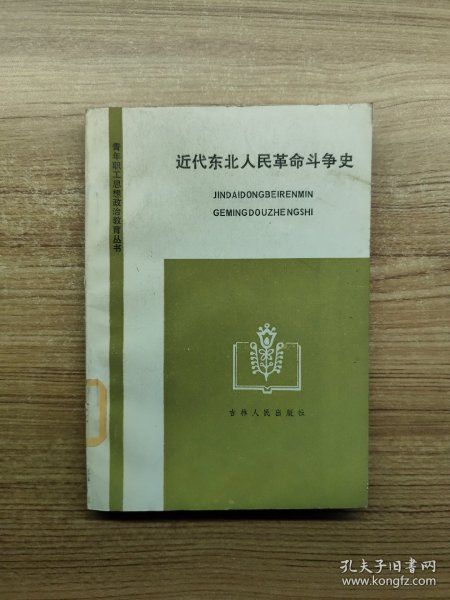 近代东北人民革命斗争史
JINDAIDONGBEIRENMIN
GEMINGDOUZHENGSHI
青年职工思想政治教育丛书
吉林人民出版社
孔夫子旧书网
www.kongfz.com